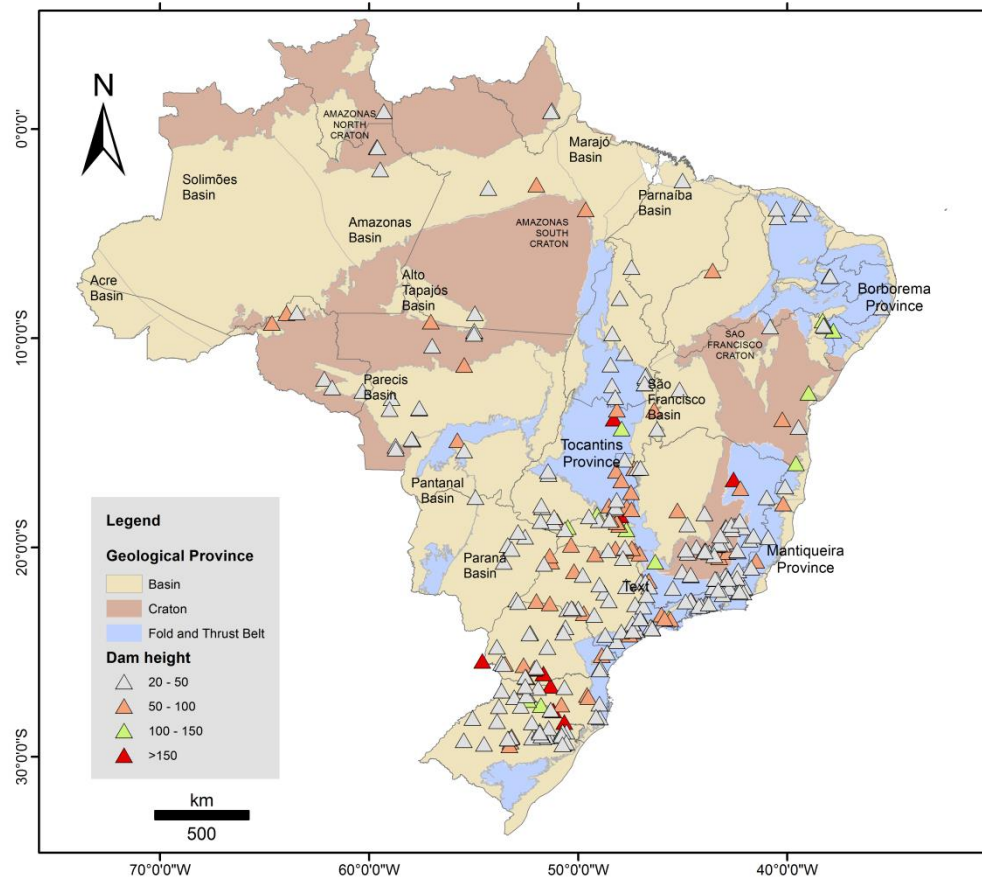 N
0°0'0"
10°0'0"S
20°0'0"S
30°0'0"S
AMAZONAS
NORTH
CRATON
Marajó
Basin
Solimões
Basin
Parnaíba
Basin
Amazonas
Basin
AMAZONAS
SOUTH
CRATON
Acre
Basin
Alto
Tapajós
Basin
Borborema
Province
SAO
FRANCISCO
CRATON
Parecis
Basin
São
Francisco
Basin
Tocantins
Province
Pantanal
Basin
Paraná
Basin
Mantiqueira
Province
Text
Legend
Geological Province
Basin
Craton
Fold and Thrust Belt
Dam height
20 - 50
50 - 100
100 - 150
>150
km
500
70°0'0"W
60°0'0"W
50°0'0"W
40°0'0"W